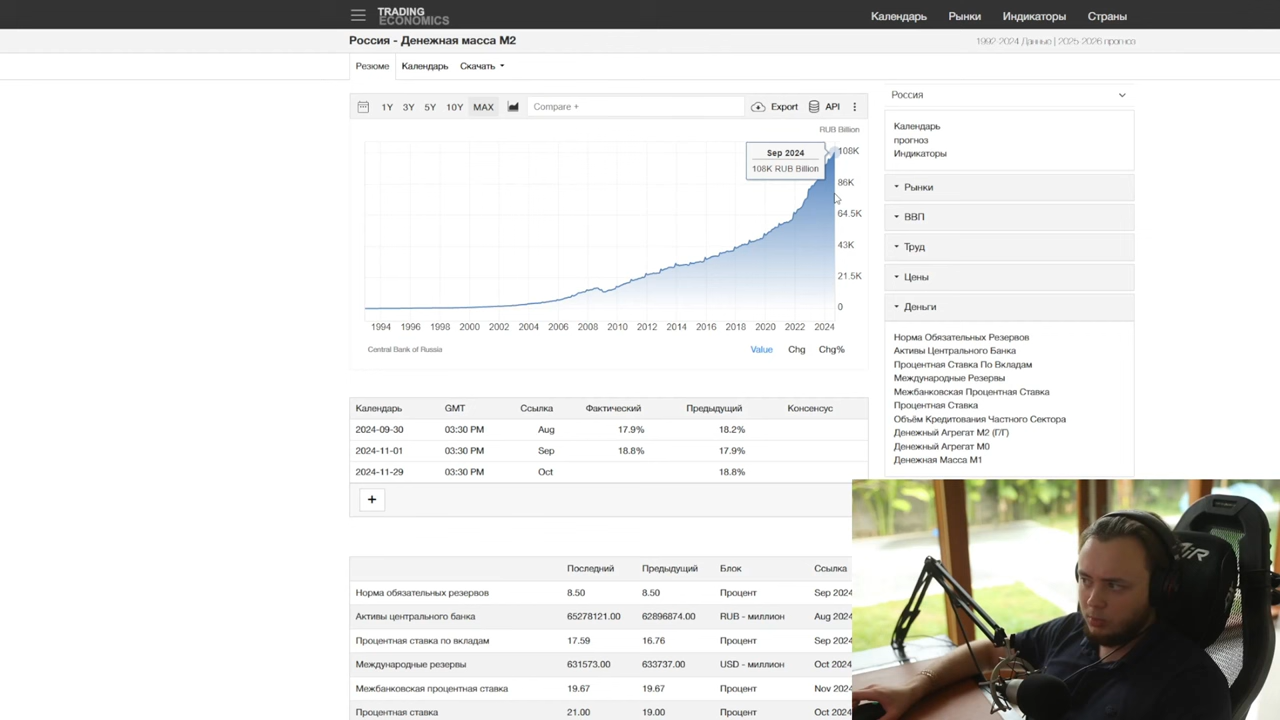 TRADING
ECONOMICS
Календарь Рынки Индикаторы Страны
Россия - Денежная масса М2
1992-2024 Данные | 2025-2026 прогноз
Резюме Календарь Скачать
1Y 3Y 5Y 10Y MAX Compare + Export API
Россия
RUB Billion
Календарь
прогноз
Индикаторы
Sep 2024
108K RUB Billion
108K
86K
64.5K
43K
21.5K
0
1994 1996 1998 2000 2002 2004 2006 2008 2010 2012 2014 2016 2018 2020 2022 2024
Central Bank of Russia
Value Chg Chg%
Рынки
ВВП
Труд
Цены
Деньги
Норма Обязательных Резервов
Активы Центрального Банка
Процентная Ставка По Вкладам
Международные Резервы
Межбанковская Процентная Ставка
Процентная Ставка
Объём Кредитования Частного Сектора
Денежный Агрегат М2 (Г/Г)
Денежный Агрегат М0
Денежная Масса М1
Календарь GMT Ссылка Фактический Предыдущий Консенсус
2024-09-30 03:30 PM Aug 17.9% 18.2%
2024-11-01 03:30 PM Sep 18.8% 17.9%
2024-11-29 03:30 PM Oct 18.8%
+
Последний Предыдущий Блок Ссылка
Норма обязательных резервов 8.50 8.50 Процент Sep 2024
Активы центрального банка 65278121.00 62896874.00 RUB - миллион Aug 2024
Процентная ставка по вкладам 17.59 16.76 Процент Sep 2024
Международные резервы 631573.00 633737.00 USD - миллион Oct 2024
Межбанковская процентная ставка 19.67 19.67 Процент Nov 2024
Процентная ставка 21.00 19.00 Процент Oct 2024